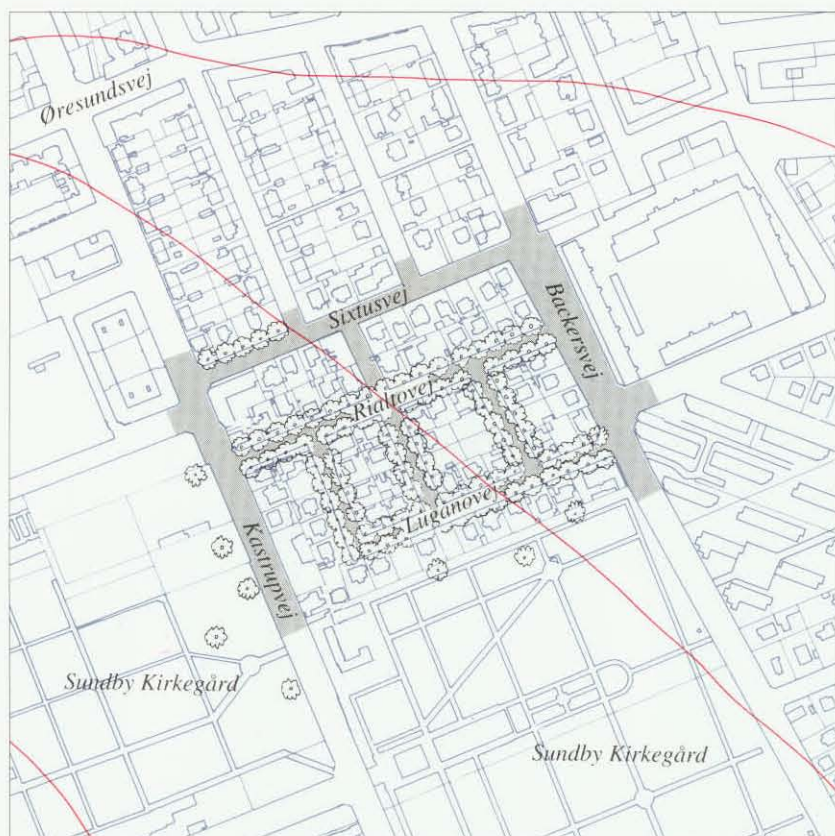 Øresundsvej
Sixtusvej
Backersvej
Rialtovej
Luganovej
Kastrupvej
Sundby Kirkegård
Sundby Kirkegård